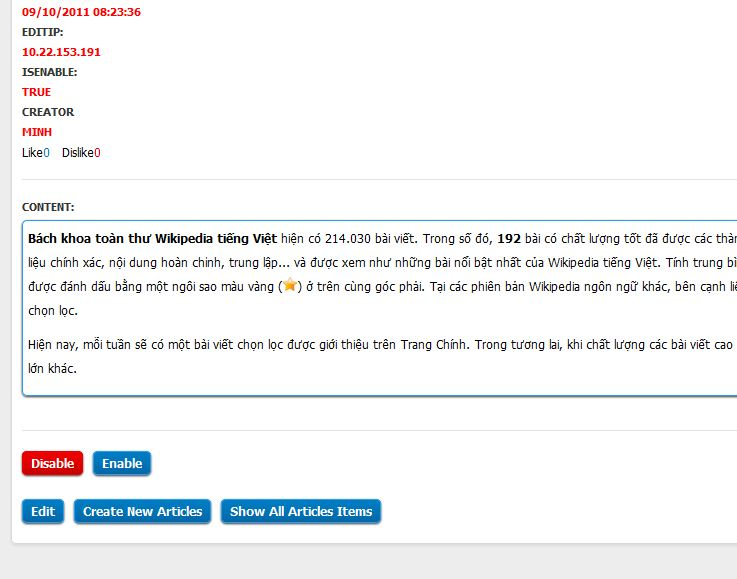 09/10/2011 08:23:36
EDITIP:
10.22.153.191
ISENABLE:
TRUE
CREATOR
MINH
Like0 Dislike0
CONTENT:
Bách khoa toàn thư Wikipedia tiếng Việt hiện có 214.030 bài viết. Trong số đó, 192 bài có chất lượng tốt đã được các thàn
liệu chính xác, nội dung hoàn chỉnh, trung lập... và được xem như những bài nổi bật nhất của Wikipedia tiếng Việt. Tính trung bì
được đánh dấu bằng một ngôi sao màu vàng ( ) ở trên cùng góc phải. Tại các phiên bản Wikipedia ngôn ngữ khác, bên cạnh liê
chọn lọc.
Hiện nay, mỗi tuần sẽ có một bài viết chọn lọc được giới thiệu trên Trang Chính. Trong tương lai, khi chất lượng các bài viết cao
lớn khác.
Disable Enable
Edit Create New Articles Show All Articles Items